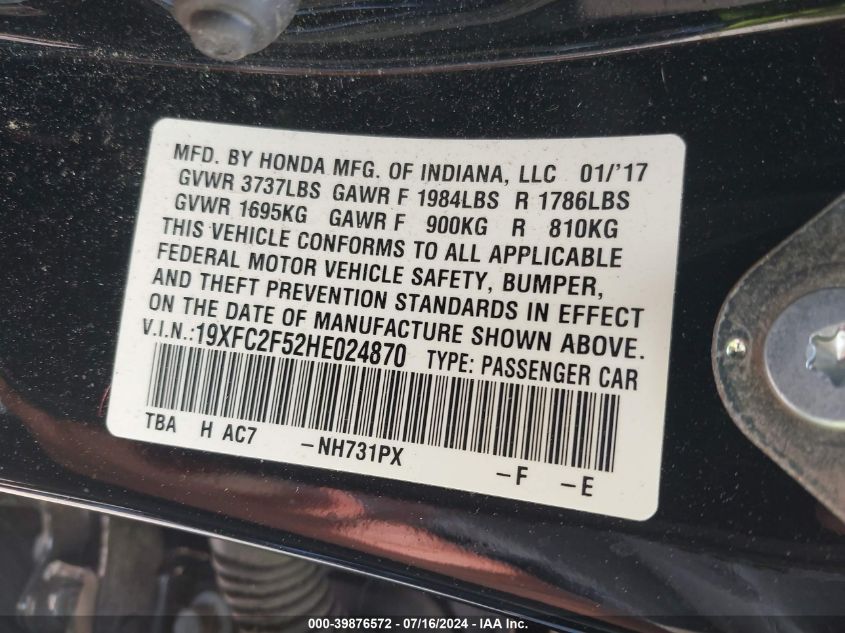 MFD. BY HONDA MFG. OF INDIANA, LLC 01/'17
GVWR 3737LBS GAWR F 1984LBS R 1786LBS
GVWR 1695KG GAWR F 900KG R 810KG
THIS VEHICLE CONFORMS TO ALL APPLICABLE
FEDERAL MOTOR VEHICLE SAFETY, BUMPER,
AND THEFT PREVENTION STANDARDS IN EFFECT
ON THE DATE OF MANUFACTURE SHOWN ABOVE.
V.I.N.:19XFC2F52HE024870 TYPE: PASSENGER CAR
TBA H AC7 -NH731PX -F -E
000-39876572 / 07/16/2024 - IAA, Inc.